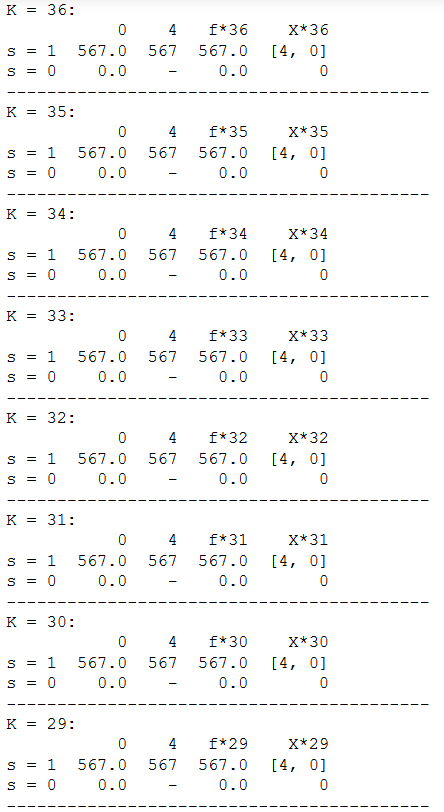 K = 36:
0 4 f*36 X*36
s = 1 567.0 567 567.0 [4, 0]
s = 0 0.0 - 0.0 0
------------------------------------------
K = 35:
0 4 f*35 X*35
s = 1 567.0 567 567.0 [4, 0]
s = 0 0.0 - 0.0 0
------------------------------------------
K = 34:
0 4 f*34 X*34
s = 1 567.0 567 567.0 [4, 0]
s = 0 0.0 - 0.0 0
------------------------------------------
K = 33:
0 4 f*33 X*33
s = 1 567.0 567 567.0 [4, 0]
s = 0 0.0 - 0.0 0
------------------------------------------
K = 32:
0 4 f*32 X*32
s = 1 567.0 567 567.0 [4, 0]
s = 0 0.0 - 0.0 0
------------------------------------------
K = 31:
0 4 f*31 X*31
s = 1 567.0 567 567.0 [4, 0]
s = 0 0.0 - 0.0 0
------------------------------------------
K = 30:
0 4 f*30 X*30
s = 1 567.0 567 567.0 [4, 0]
s = 0 0.0 - 0.0 0
------------------------------------------
K = 29:
0 4 f*29 X*29
s = 1 567.0 567 567.0 [4, 0]
s = 0 0.0 - 0.0 0
------------------------------------------